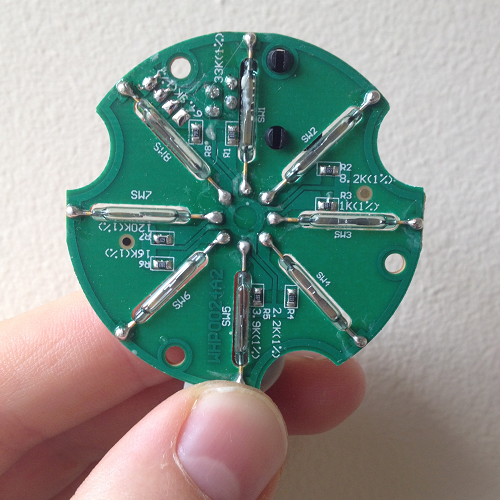 33K(1%)
SW1
SW8
R8
R1
SW2
R2
8.2K(1%)
R3
1K(1%)
SW3
SW7
120K(1%)
R7
16K(1%)
R6
SW6
SW4
SW5
R4
R5
2.2K(1%)
3.9K(1%)